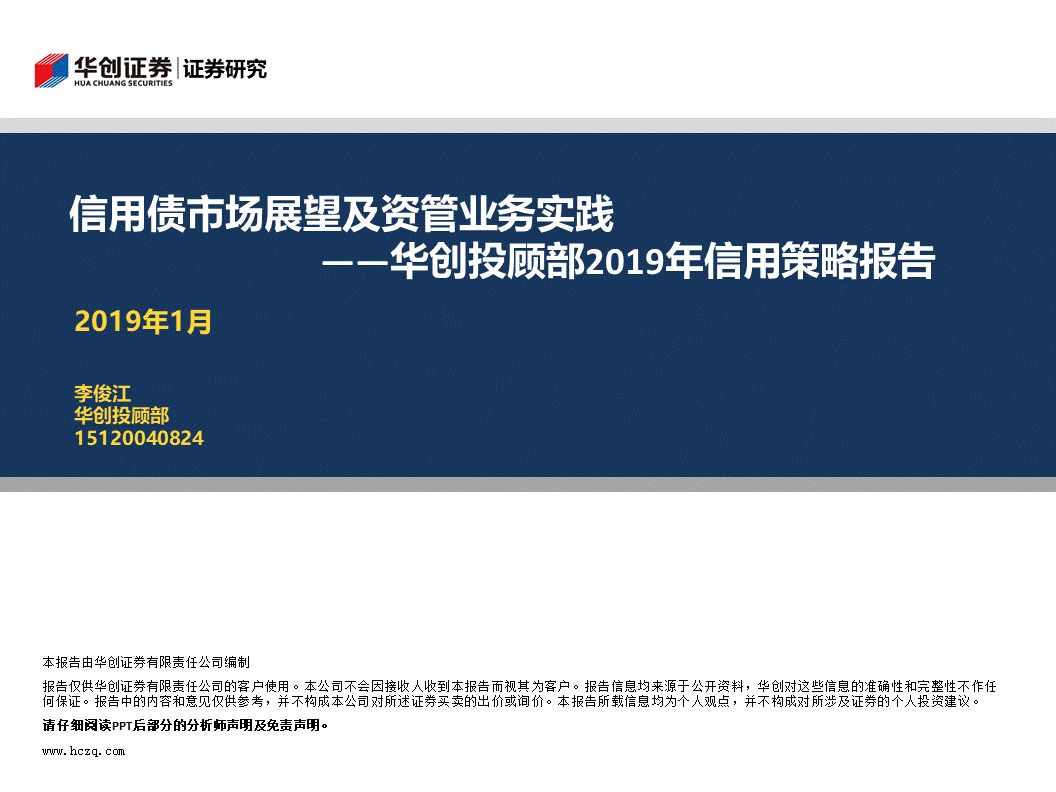 华创证券 | 证券研究
HUA CHUANG SECURITIES
信用债市场展望及资管业务实践
——华创投顾部2019年信用策略报告
2019年1月
李俊江
华创投顾部
15120040824
本报告由华创证券有限责任公司编制
报告仅供华创证券有限责任公司的客户使用。本公司不会因接收人收到本报告而视其为客户。报告信息均来源于公开资料，华创对这些信息的准确性和完整性不作任
何保证。报告中的内容和意见仅供参考，并不构成本公司对所述证券买卖的出价或询价。本报告所载信息均为个人观点，并不构成对所涉及证券的个人投资建议。
请仔细阅读PPT后部分的分析师声明及免责声明。
www.hczq.com